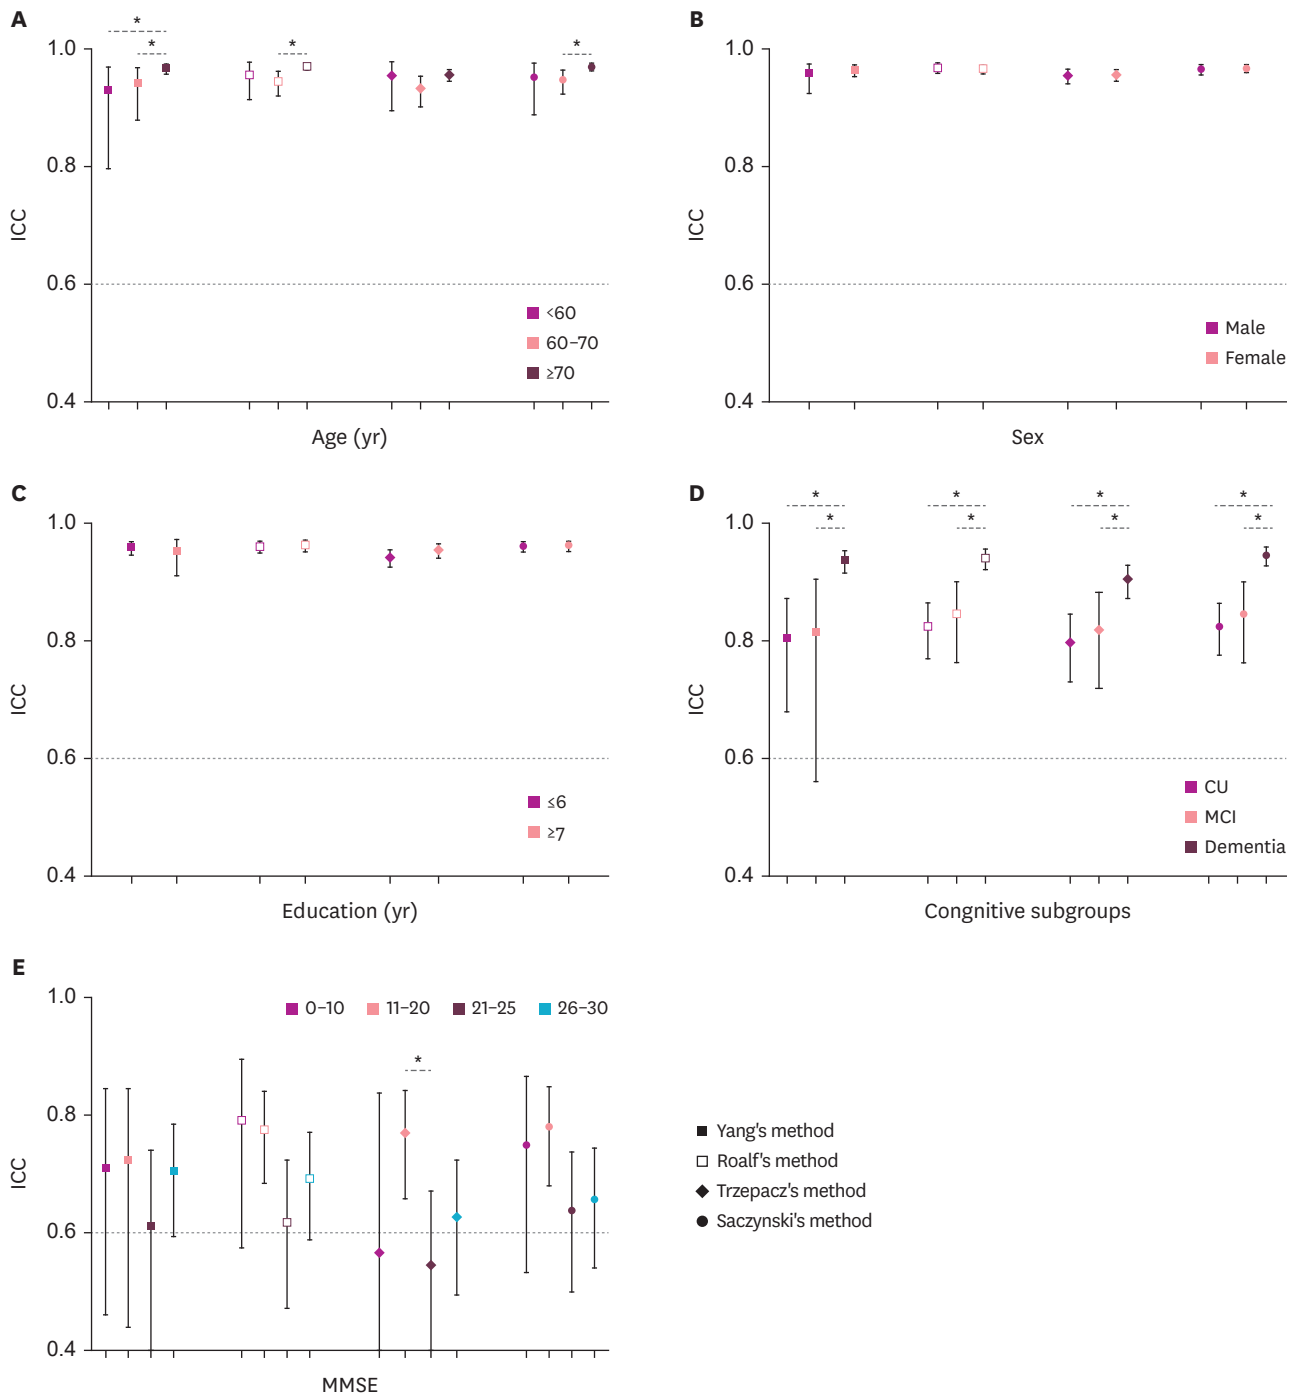 A
* 
*
*
*
1.0
0.8
0.6
0.4
ICC
<60
60–70
≥70
Age (yr)
B
1.0
0.8
0.6
0.4
ICC
Male
Female
Sex
C
1.0
0.8
0.6
0.4
ICC
≤6
≥7
Education (yr)
D
* * * *
* * * *
1.0
0.8
0.6
0.4
ICC
CU
MCI
Dementia
Congnitive subgroups
E
1.0
0.8
0.6
0.4
ICC
0–10 11–20 21–25 26–30
*
MMSE
Yang's method
Roalf's method
Trzepacz's method
Saczynski's method